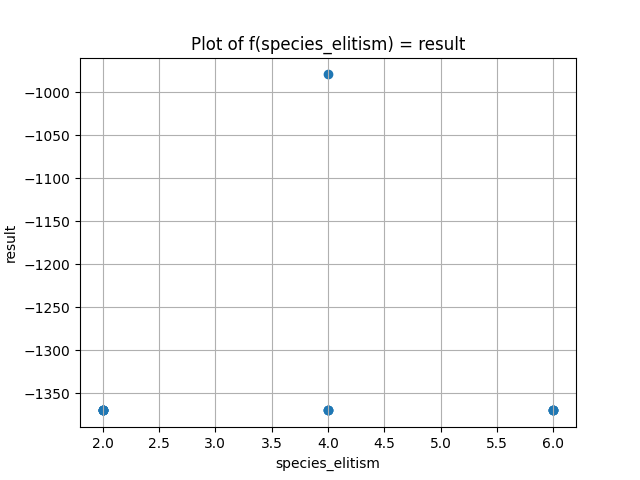 Plot of f(species_elitism) = result
−1000
−1050
−1100
−1150
−1200
−1250
−1300
−1350
result
2.0 2.5 3.0 3.5 4.0 4.5 5.0 5.5 6.0
species_elitism